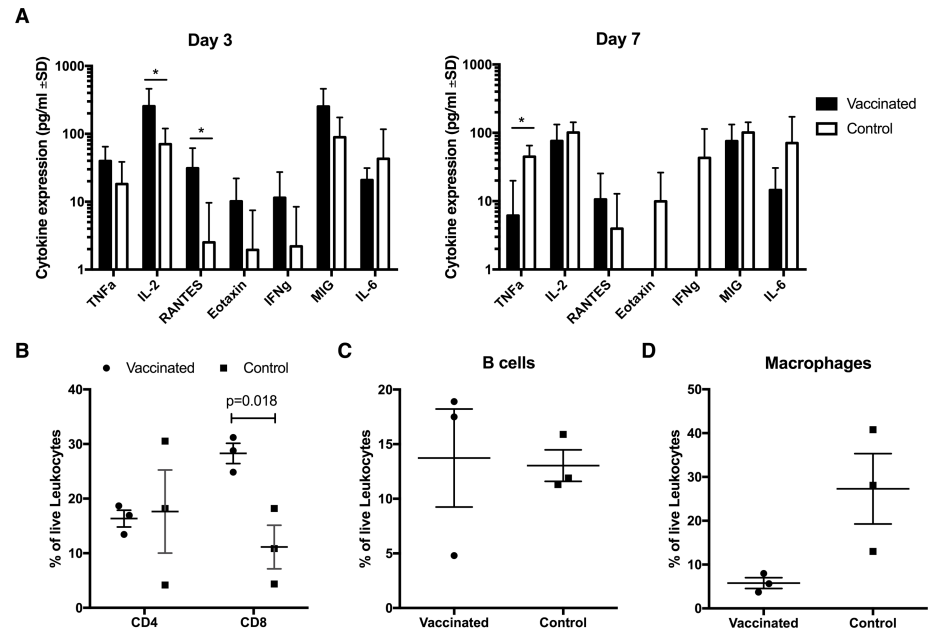 A
Day 3
Cytokine expression (pg/ml ±SD)
1000
100
10
1
*
*
TNFa
IL-2
RANTES
Eotaxin
IFNg
MIG
IL-6
Day 7
Cytokine expression (pg/ml ±SD)
1000
100
10
1
*
TNFa
IL-2
RANTES
Eotaxin
IFNg
MIG
IL-6
Vaccinated
Control
B
Vaccinated
Control
% of live Leukocytes
40
30
20
10
0
p=0.018
CD4
CD8
C
B cells
% of live Leukocytes
20
15
10
5
0
Vaccinated
Control
D
Macrophages
% of live Leukocytes
50
40
30
20
10
0
Vaccinated
Control